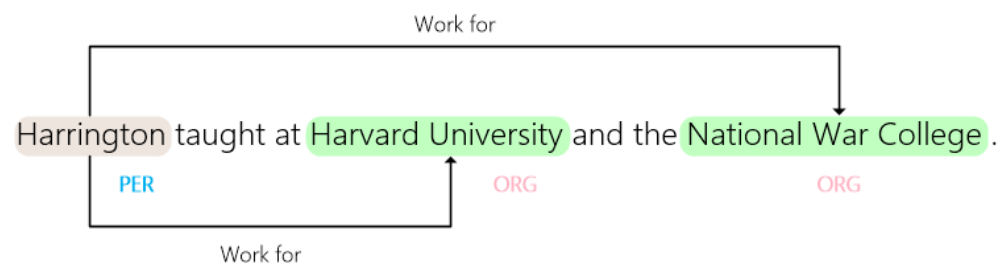 Work for
Harrington taught at Harvard University and the National War College .
PER ORG ORG
Work for